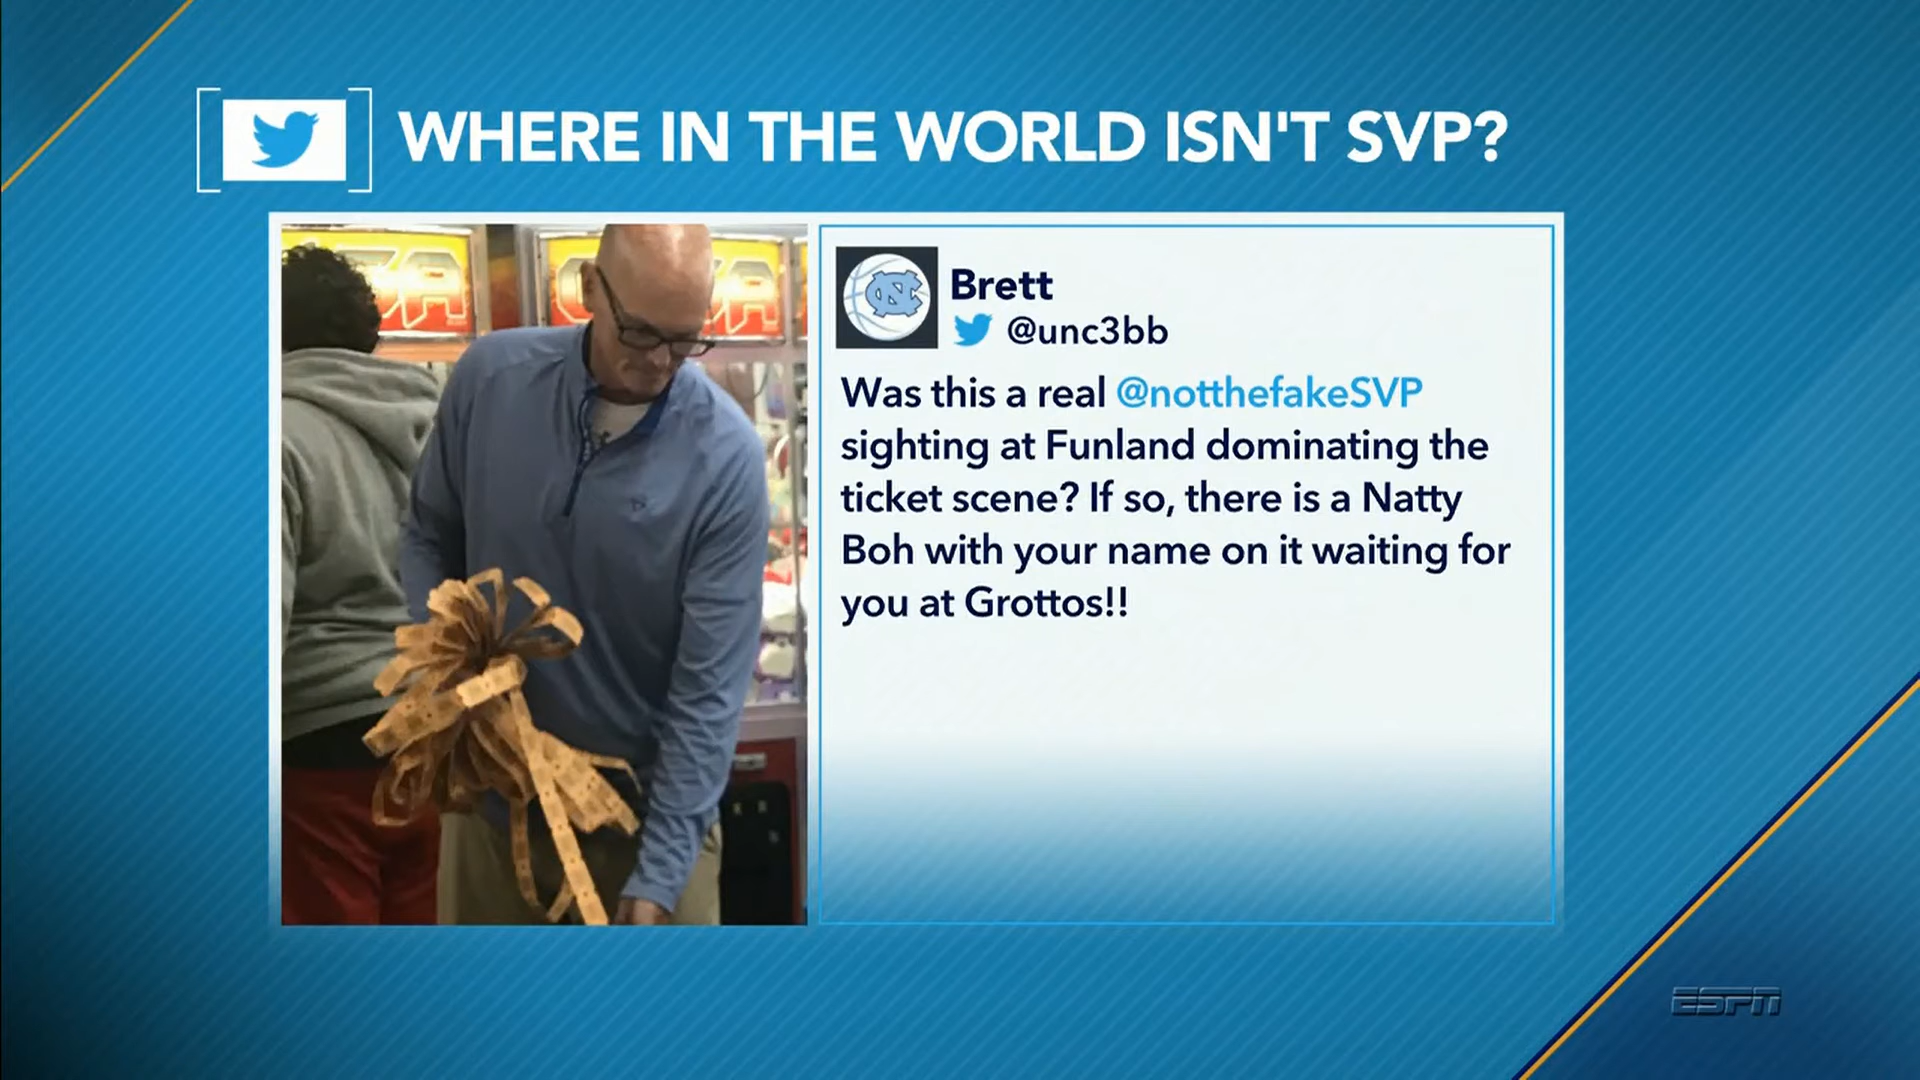 WHERE IN THE WORLD ISN'T SVP?
Brett
@unc3bb
Was this a real @notthefakeSVP
sighting at Funland dominating the
ticket scene? If so, there is a Natty
Boh with your name on it waiting for
you at Grottos!!
NC
ESPN